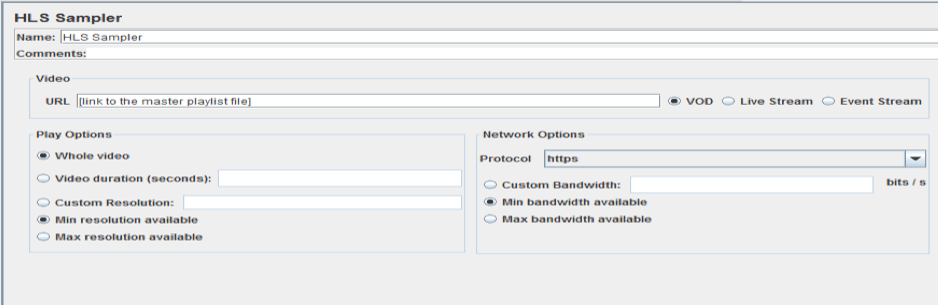 HLS Sampler
Name: HLS Sampler
Comments:
Video
URL [link to the master playlist file] VOD Live Stream Event Stream
Play Options
Whole video
Video duration (seconds):
Custom Resolution:
Min resolution available
Max resolution available
Network Options
Protocol https
Custom Bandwidth: bits / s
Min bandwidth available
Max bandwidth available